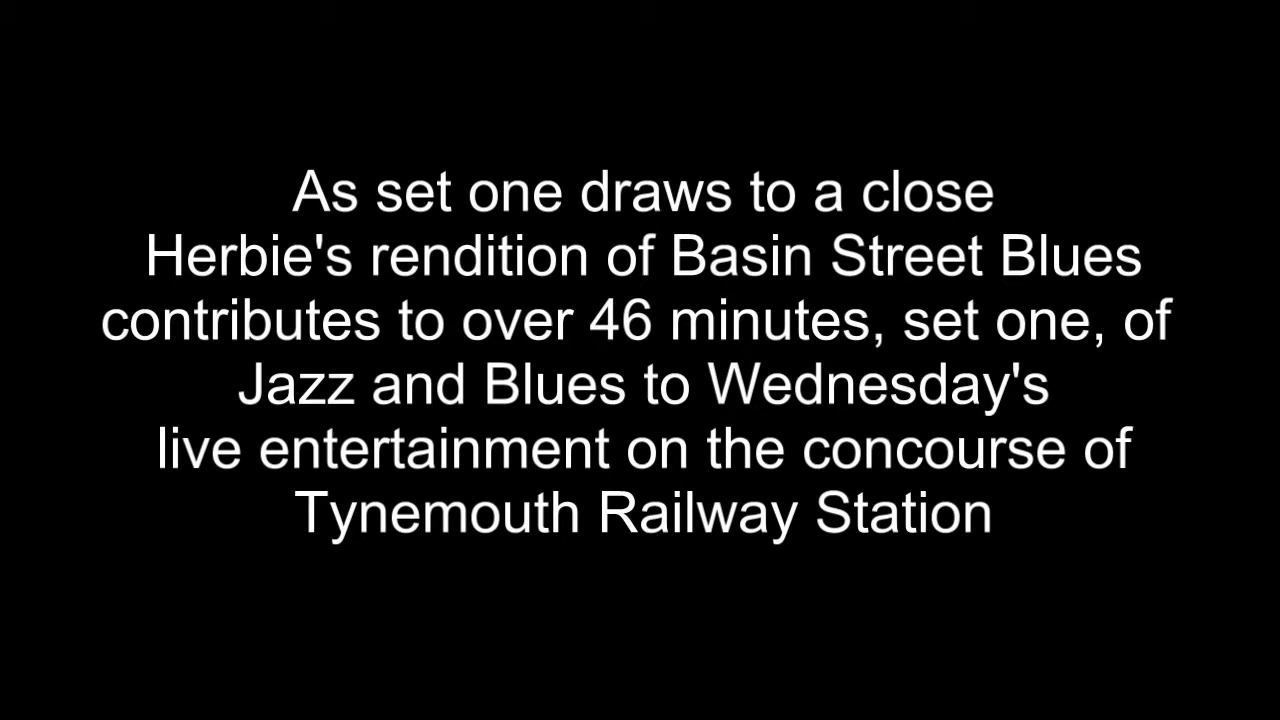 As set one draws to a close
Herbie's rendition of Basin Street Blues
contributes to over 46 minutes, set one, of
Jazz and Blues to Wednesday's
live entertainment on the concourse of
Tynemouth Railway Station